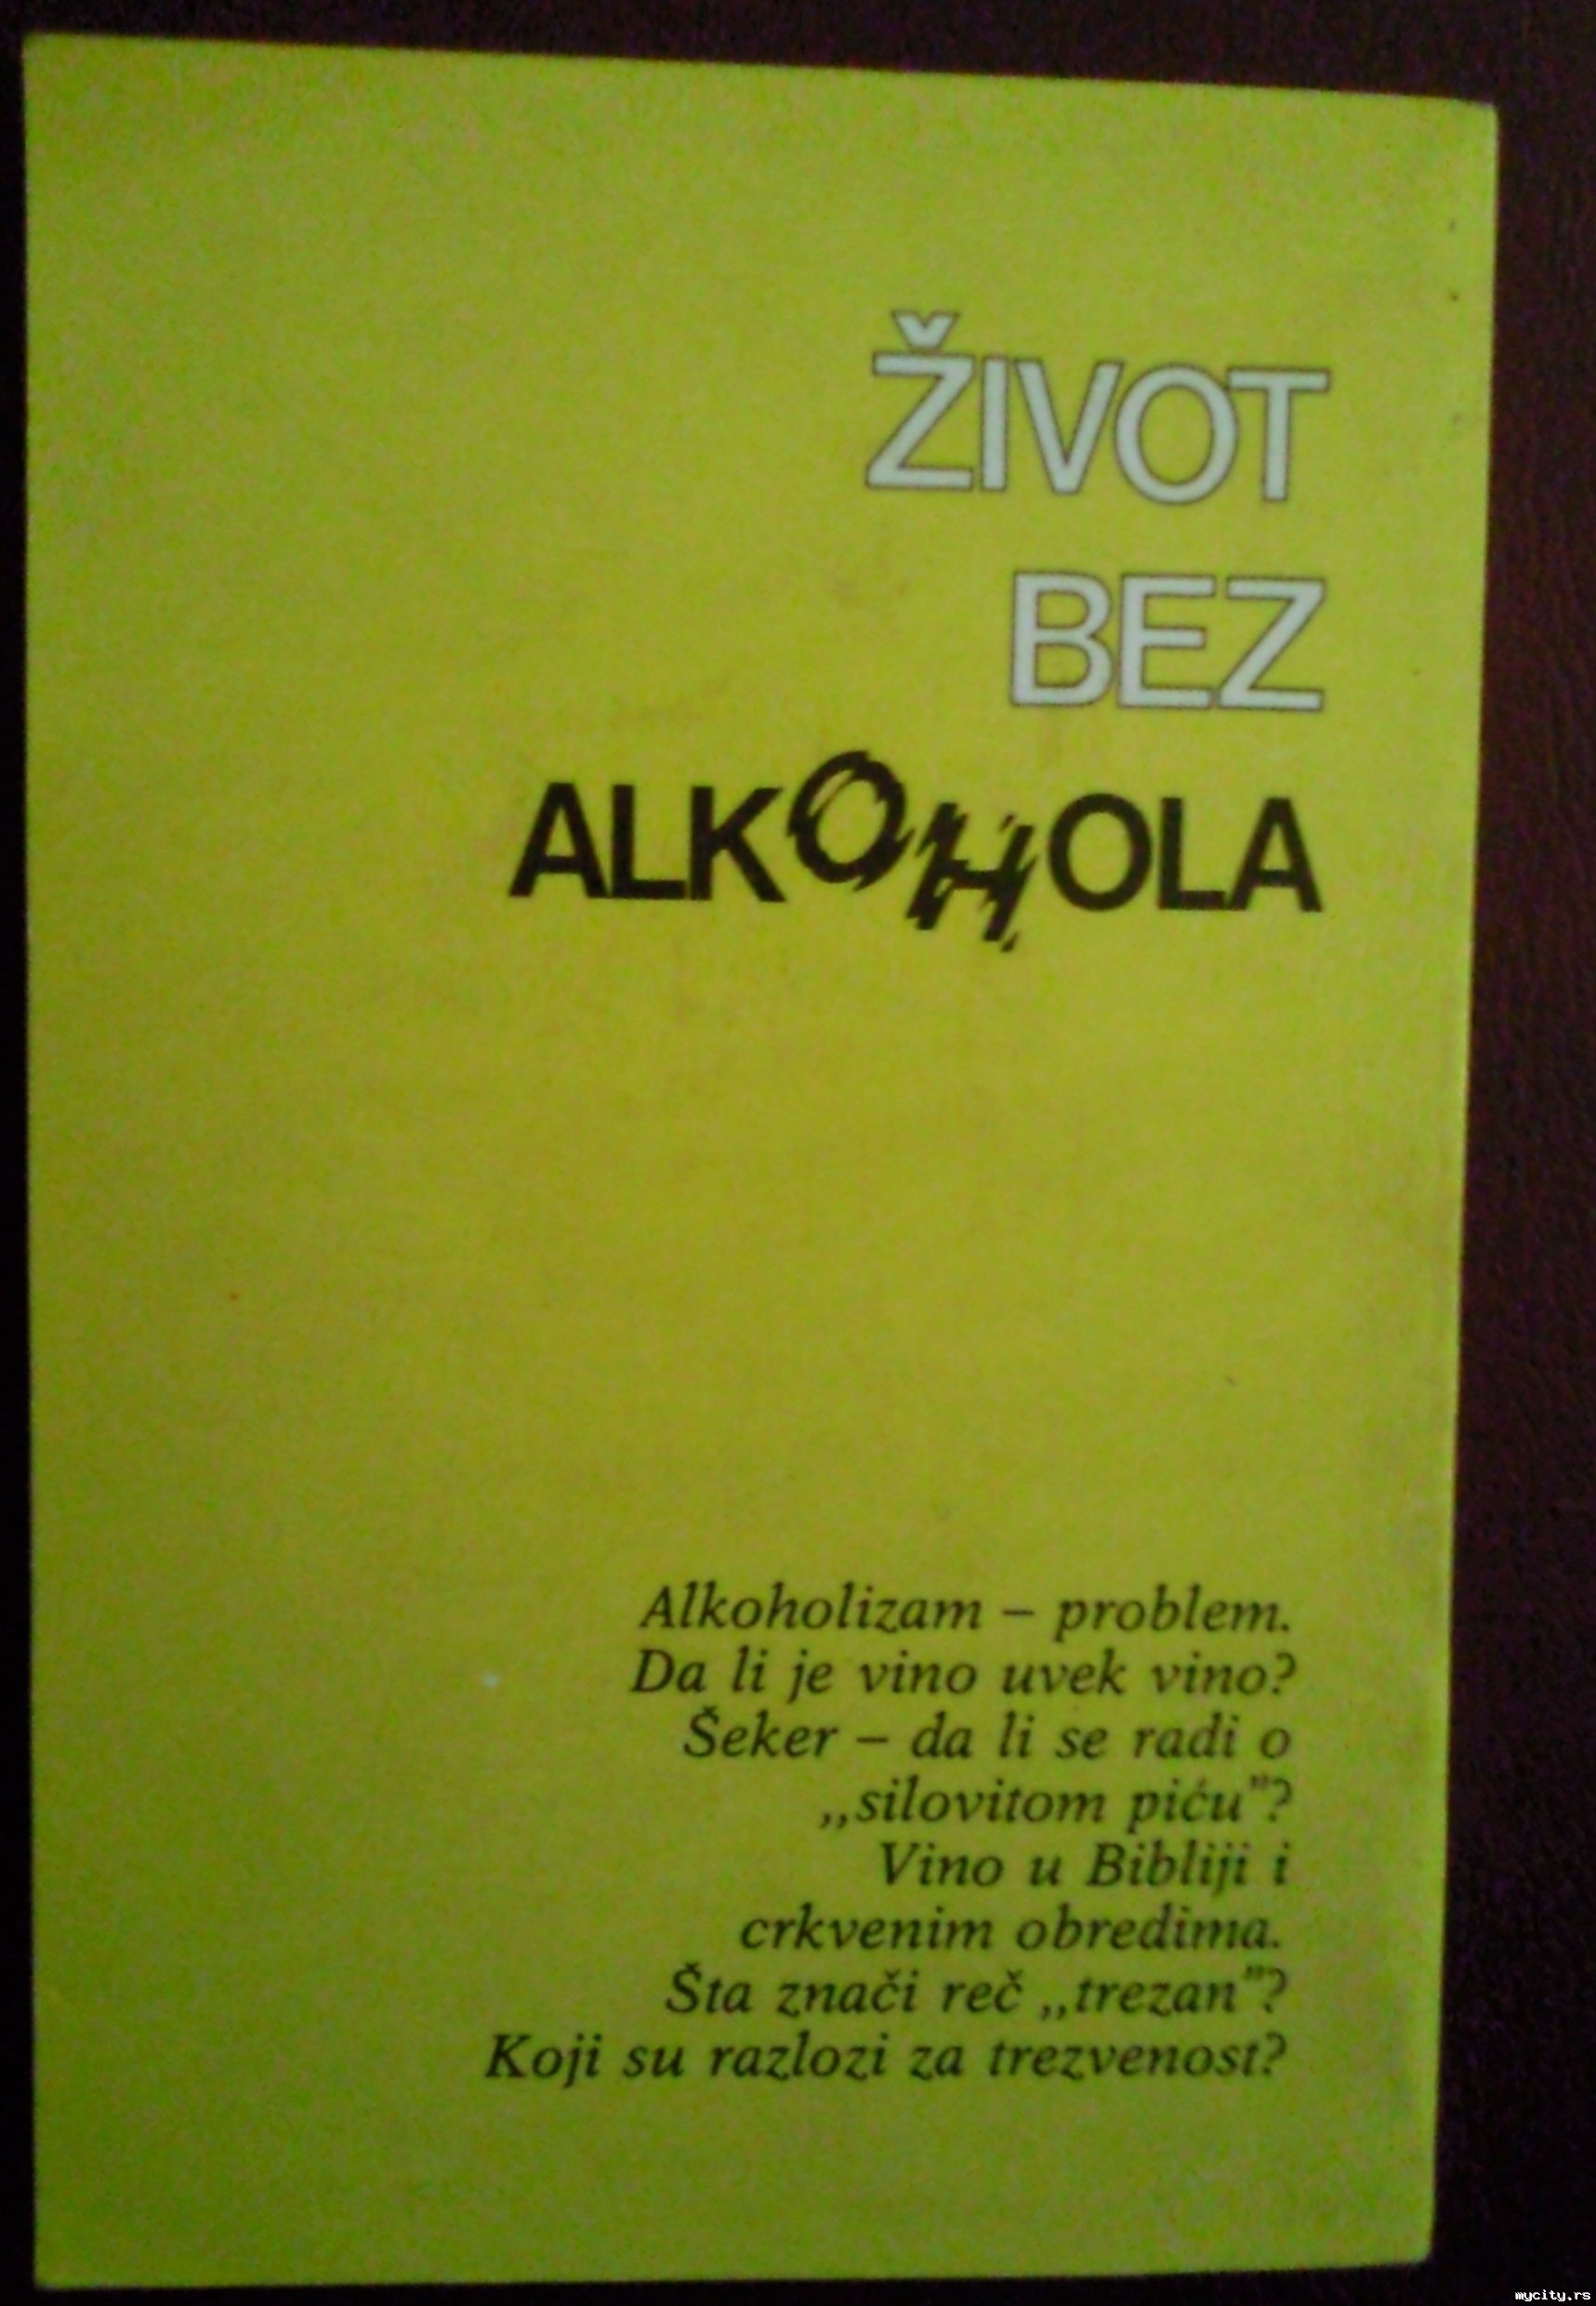 ŽIVOT
BEZ
ALKOHOLA
Alkoholizam – problem.
Da li je vino uvek vino?
Šeker – da li se radi o
„silovitom piću”?
Vino u Bibliji i
crkvenim obredima.
Šta znači reč „trezan”?
Koji su razlozi za trezvenost?
mycity.rs